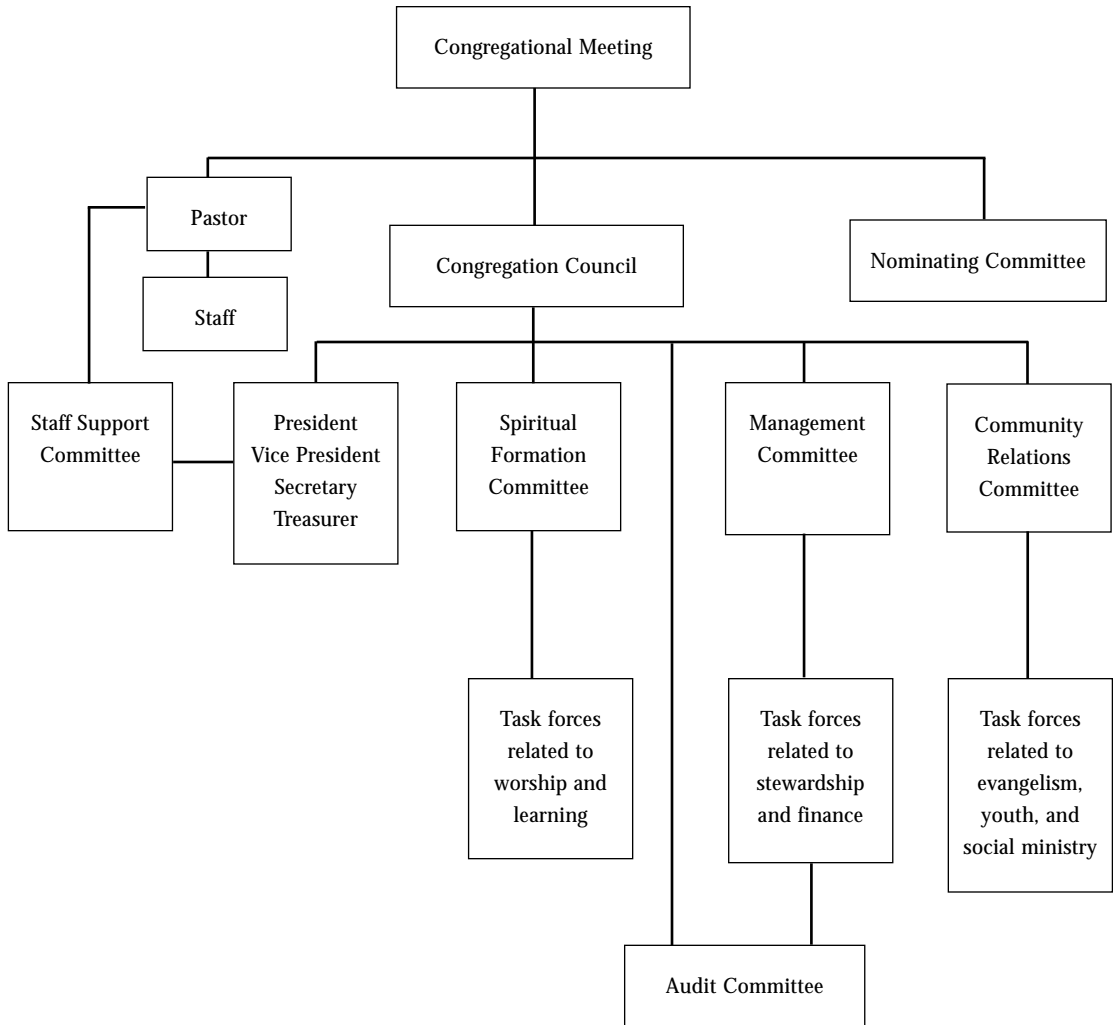 Congregational Meeting
Pastor
Congregation Council
Nominating Committee
Staff
Staff Support
Committee
President
Vice President
Secretary
Treasurer
Spiritual
Formation
Committee
Management
Committee
Community
Relations
Committee
Task forces
related to
worship and
learning
Task forces
related to
stewardship
and finance
Task forces
related to
evangelism,
youth, and
social ministry
Audit Committee